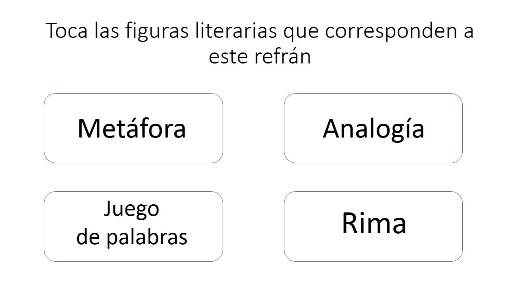 Toca las figuras literarias que corresponden a
este refrán
Metáfora
Analogía
Juego
de palabras
Rima